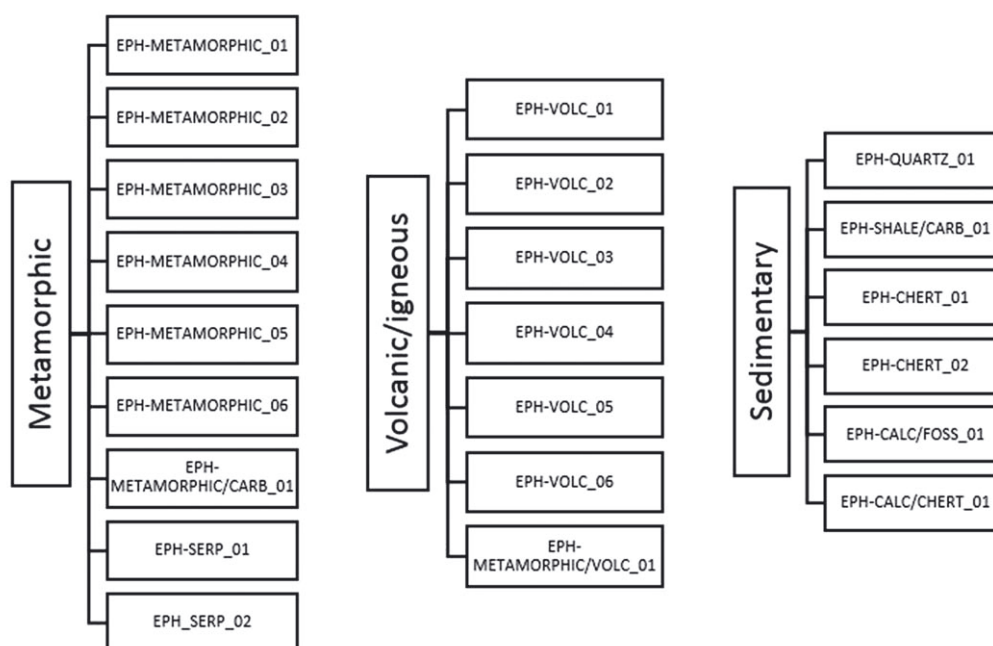 Metamorphic
EPH-METAMORPHIC_01
EPH-METAMORPHIC_02
EPH-METAMORPHIC_03
EPH-METAMORPHIC_04
EPH-METAMORPHIC_05
EPH-METAMORPHIC_06
EPH-
METAMORPHIC/CARB_01
EPH-SERP_01
EPH_SERP_02
Volcanic/igneous
EPH-VOLC_01
EPH-VOLC_02
EPH-VOLC_03
EPH-VOLC_04
EPH-VOLC_05
EPH-VOLC_06
EPH-
METAMORPHIC/VOLC_01
Sedimentary
EPH-QUARTZ_01
EPH-SHALE/CARB_01
EPH-CHERT_01
EPH-CHERT_02
EPH-CALC/FOSS_01
EPH-CALC/CHERT_01